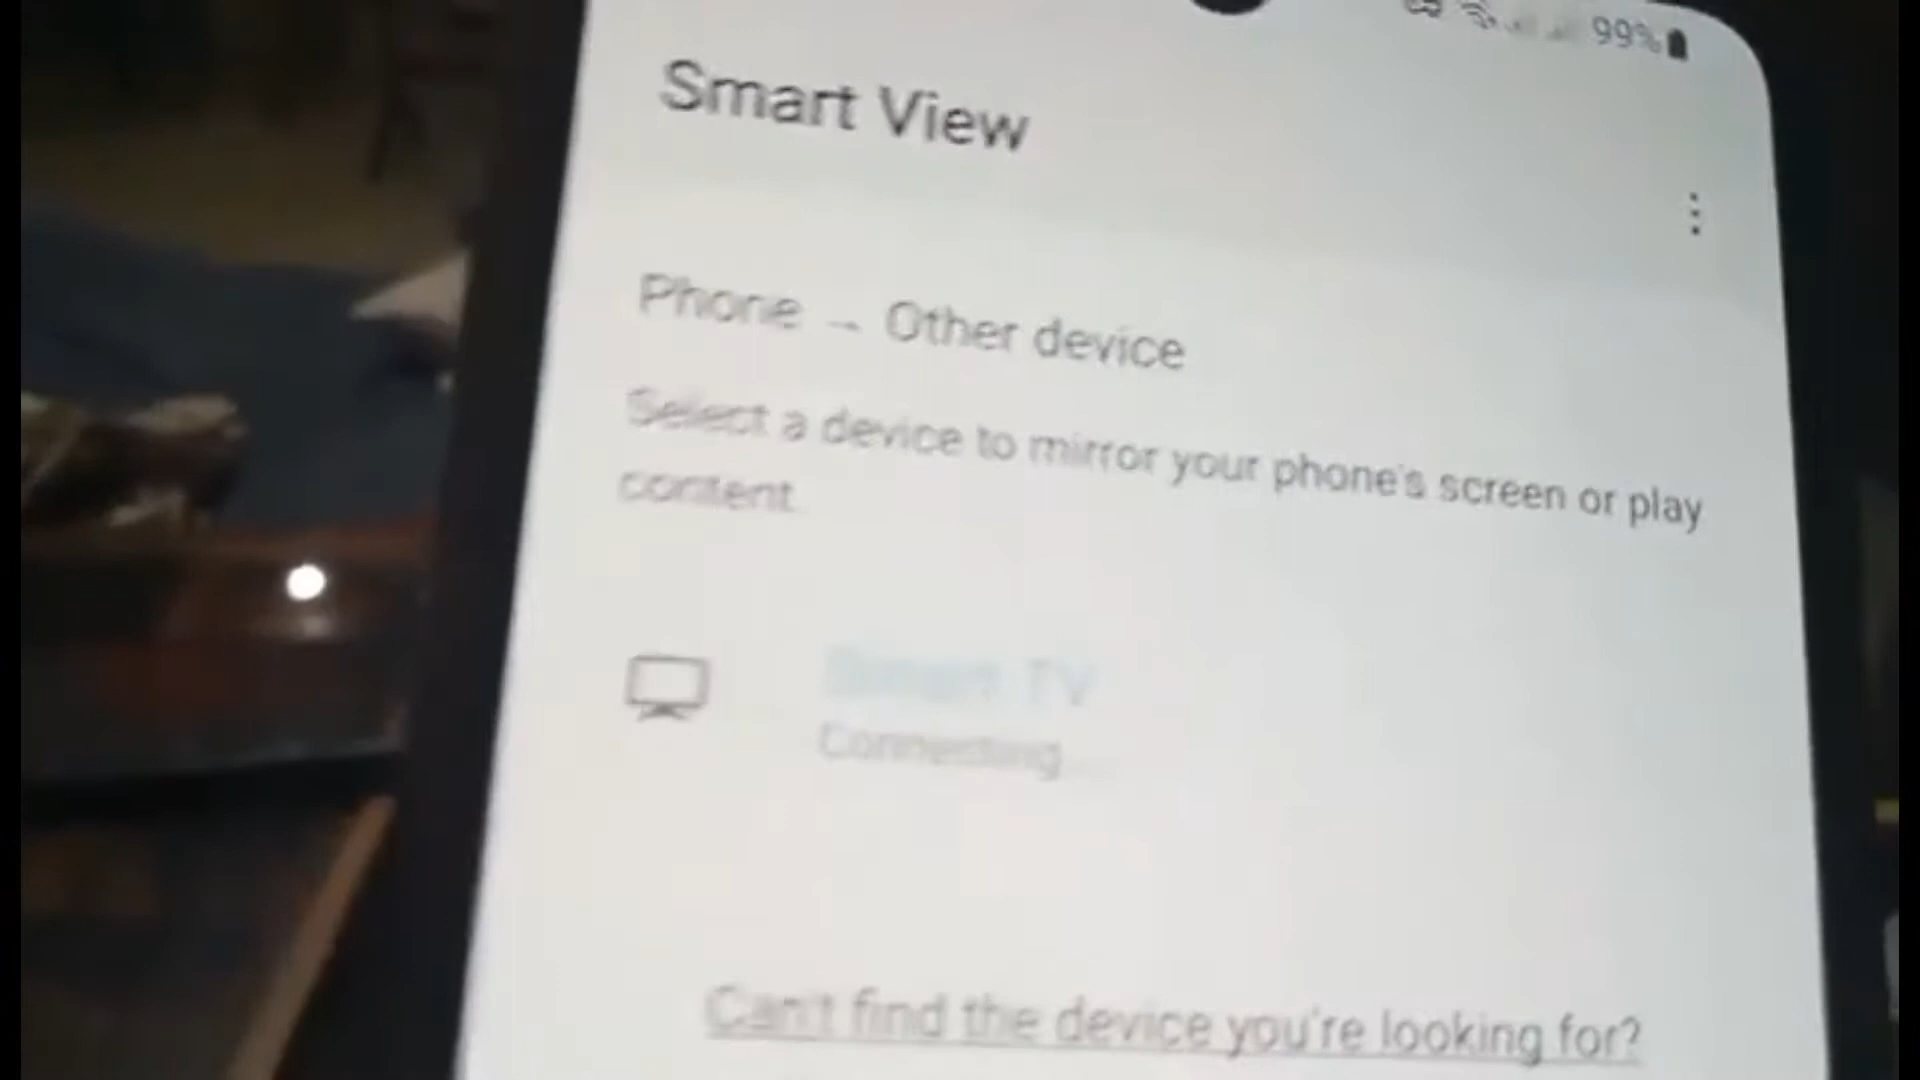 99%
Smart View
Phone → Other device
Select a device to mirror your phone's screen or play
content.
Smart TV
Connecting...
Can't find the device you're looking for?